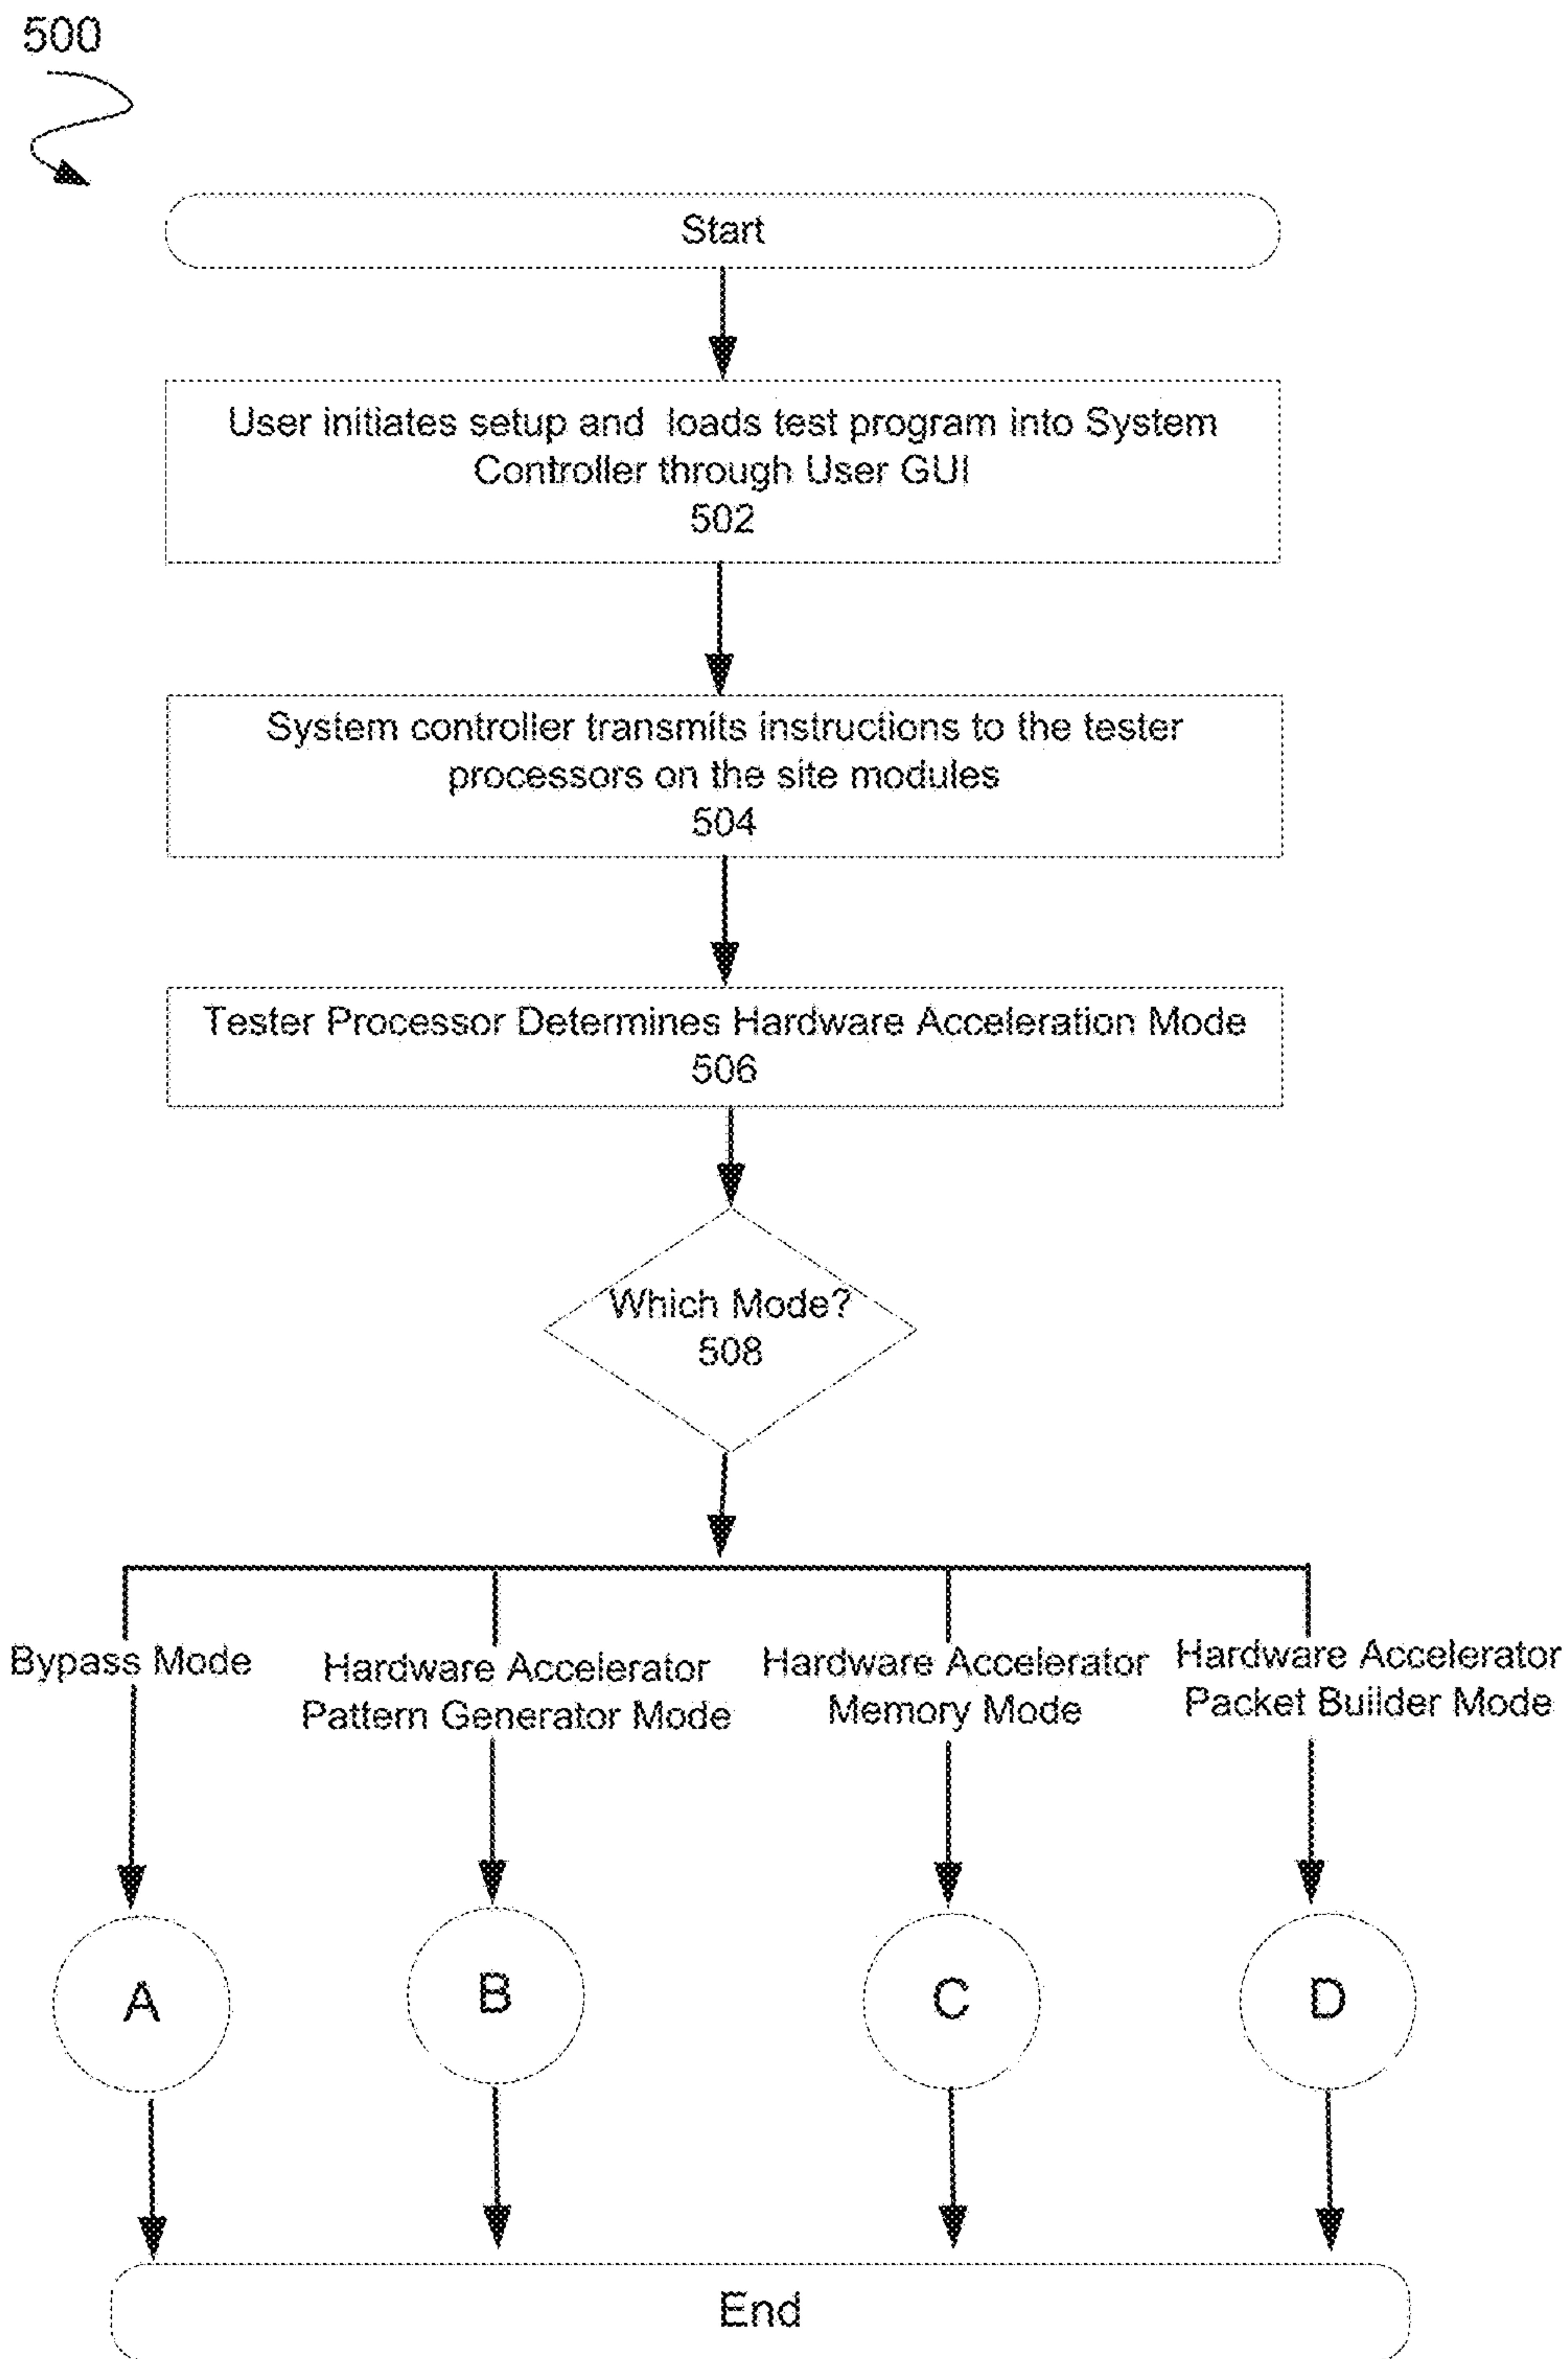 500
Start
User initiates setup and loads test program into System
Controller through User GUI
502
System controller transmits instructions to the tester
processors on the site modules
504
Tester Processor Determines Hardware Acceleration Mode
506
Which Mode?
508
Bypass Mode
Hardware Accelerator
Pattern Generator Mode
Hardware Accelerator
Memory Mode
Hardware Accelerator
Packet Builder Mode
A
B
C
D
End